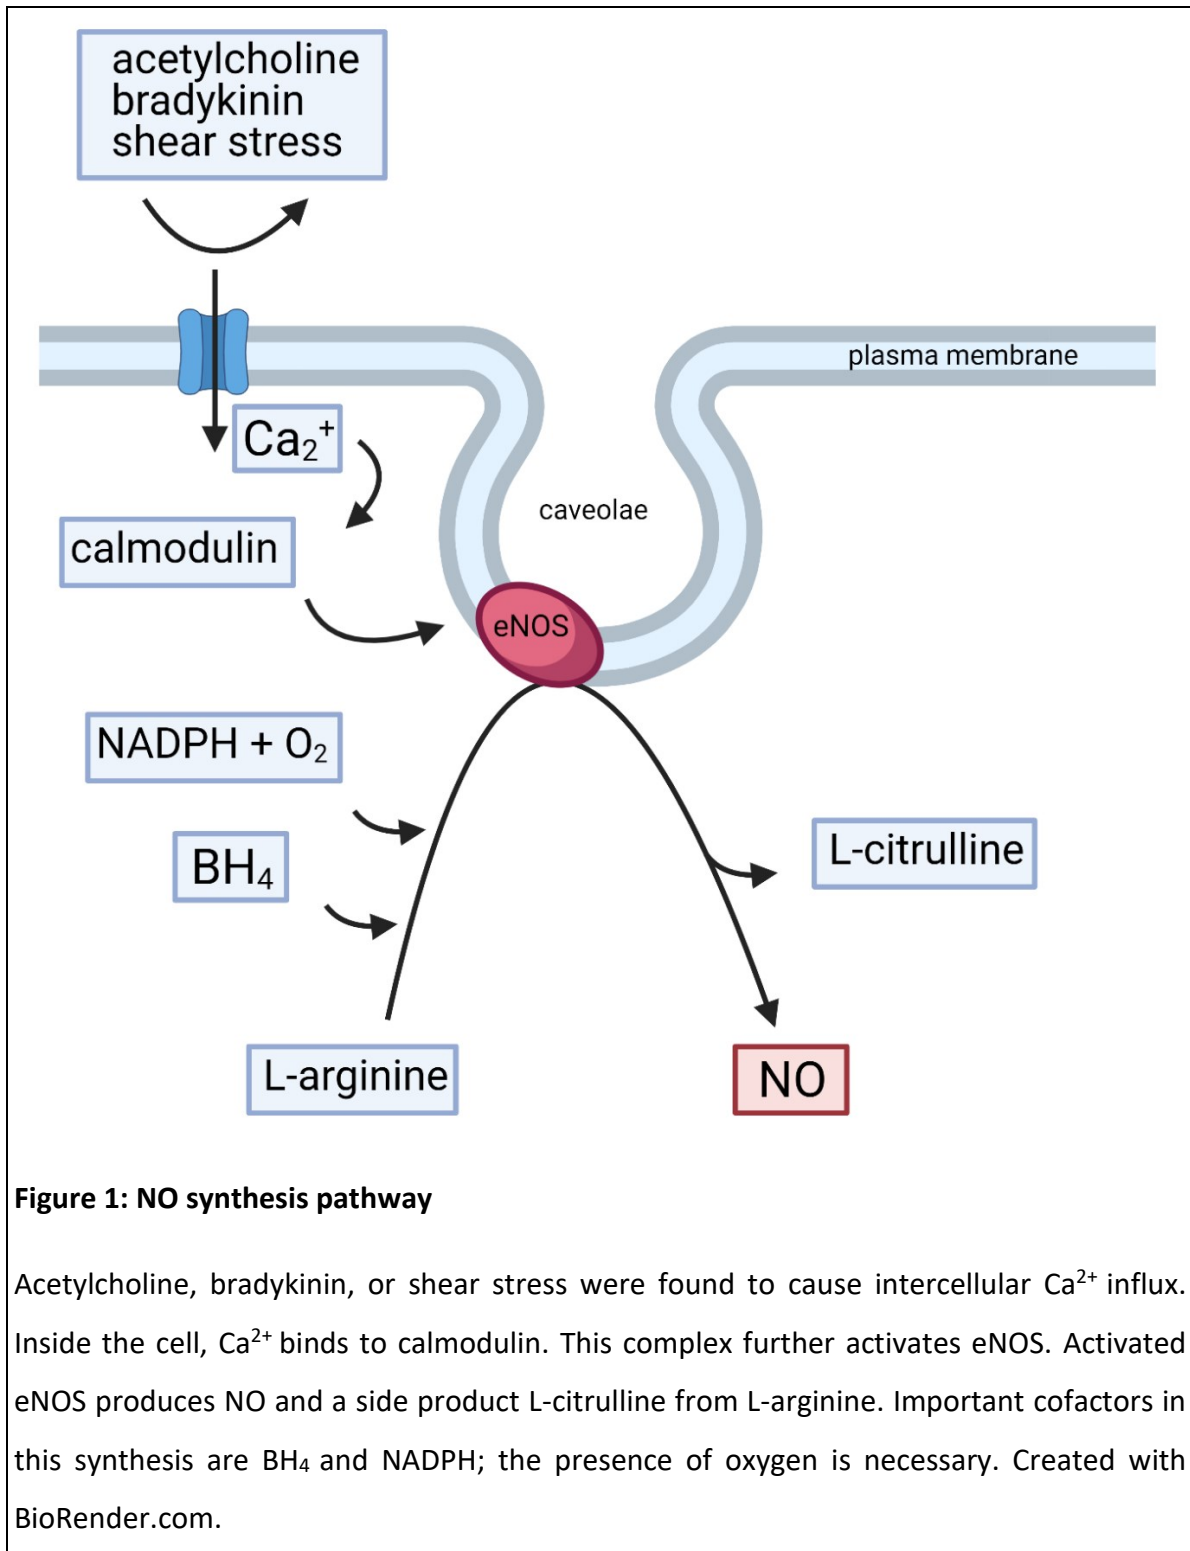 acetylcholine
bradykinin
shear stress
plasma membrane
Ca₂⁺
caveolae
calmodulin
eNOS
NADPH + O₂
BH₄
L-citrulline
L-arginine
NO
Figure 1: NO synthesis pathway
Acetylcholine, bradykinin, or shear stress were found to cause intercellular Ca²⁺ influx.
Inside the cell, Ca²⁺ binds to calmodulin. This complex further activates eNOS. Activated
eNOS produces NO and a side product L-citrulline from L-arginine. Important cofactors in
this synthesis are BH₄ and NADPH; the presence of oxygen is necessary. Created with
BioRender.com.